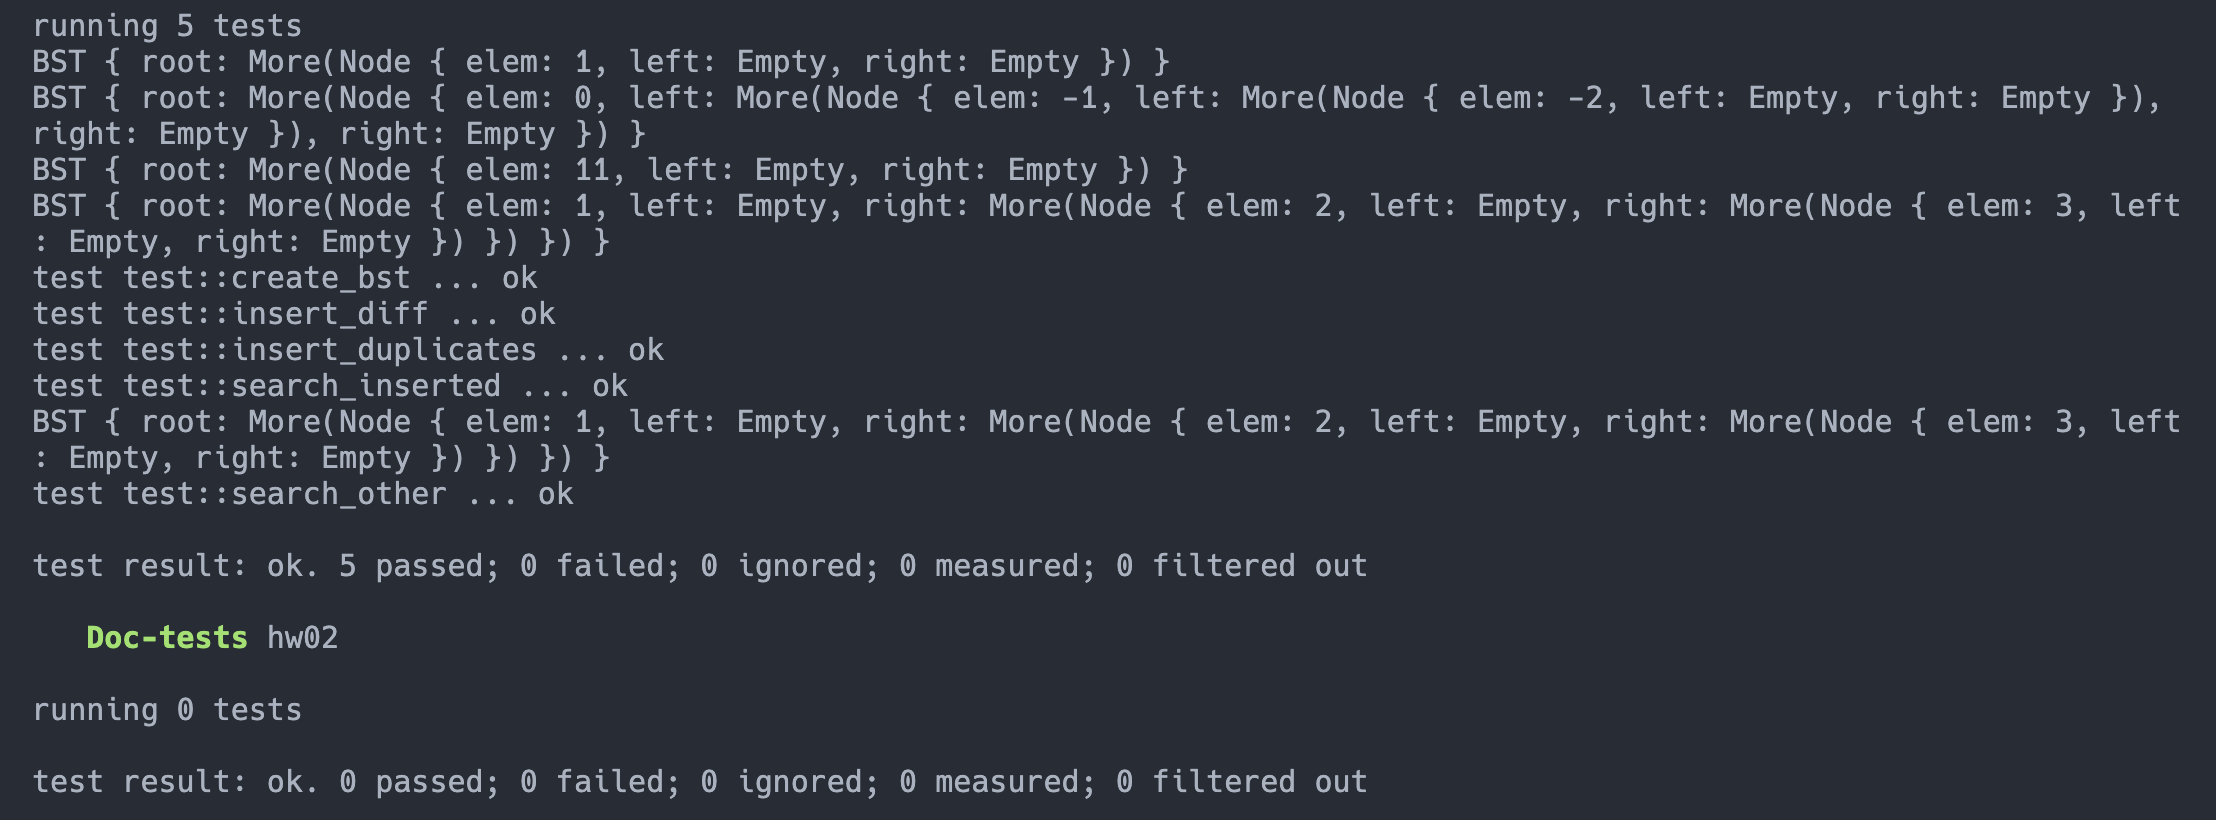 running 5 tests
BST { root: More(Node { elem: 1, left: Empty, right: Empty }) }
BST { root: More(Node { elem: 0, left: More(Node { elem: -1, left: More(Node { elem: -2, left: Empty, right: Empty }),
right: Empty }), right: Empty }) }
BST { root: More(Node { elem: 11, left: Empty, right: Empty }) }
BST { root: More(Node { elem: 1, left: Empty, right: More(Node { elem: 2, left: Empty, right: More(Node { elem: 3, left
: Empty, right: Empty }) }) }) }
test test::create_bst ... ok
test test::insert_diff ... ok
test test::insert_duplicates ... ok
test test::search_inserted ... ok
BST { root: More(Node { elem: 1, left: Empty, right: More(Node { elem: 2, left: Empty, right: More(Node { elem: 3, left
: Empty, right: Empty }) }) }) }
test test::search_other ... ok

test result: ok. 5 passed; 0 failed; 0 ignored; 0 measured; 0 filtered out

   Doc-tests hw02

running 0 tests

test result: ok. 0 passed; 0 failed; 0 ignored; 0 measured; 0 filtered out